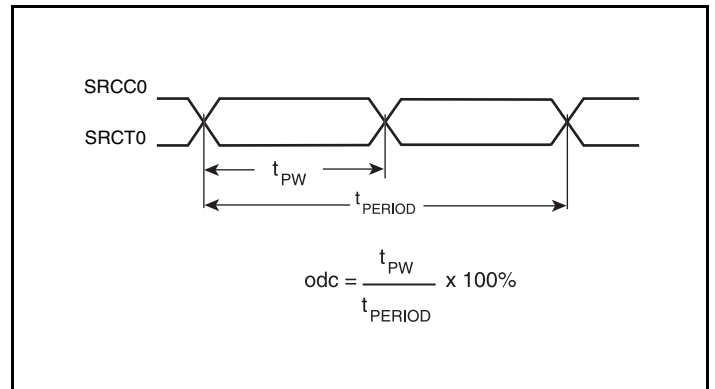 SRCC0
SRCT0
tPW
tPERIOD
odc = tPW / tPERIOD x 100%